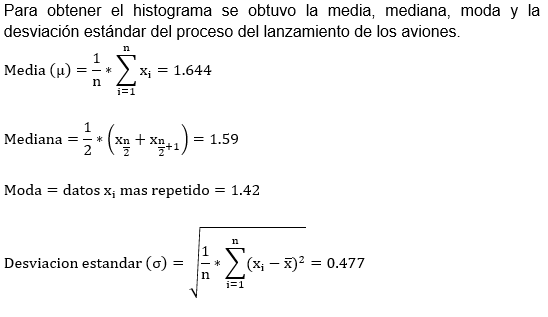 Para obtener el histograma se obtuvo la media, mediana, moda y la
desviación estándar del proceso del lanzamiento de los aviones.
Media (μ) = 1/n * ∑_{i=1}^{n} x_i = 1.644
Mediana = 1/2 * (x_{n/2} + x_{n/2+1}) = 1.59
Moda = datos x_i mas repetido = 1.42
Desviacion estandar (σ) = √(1/n * ∑_{i=1}^{n} (x_i − x̄)²) = 0.477